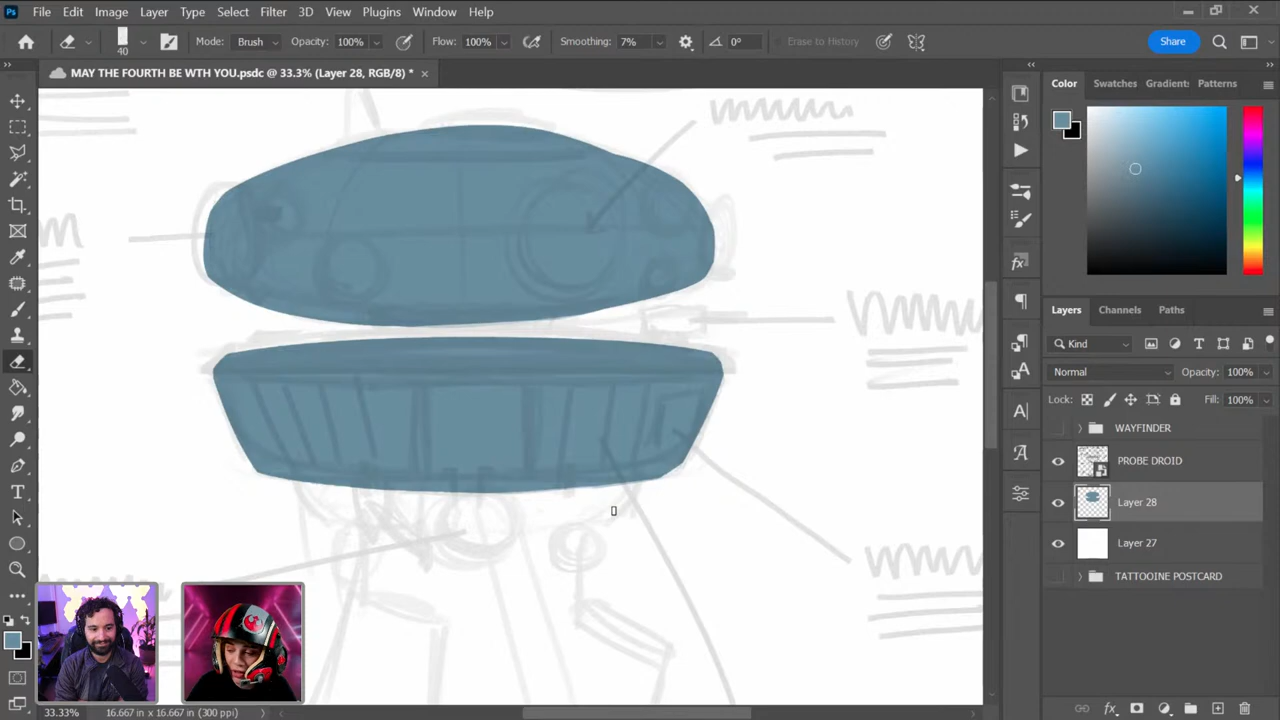 Ps File Edit Image Layer Type Select Filter 3D View Plugins Window Help
40 Mode: Brush Opacity: 100% Flow: 100% Smoothing: 7% 0° Erase to History Share
MAY THE FOURTH BE WTH YOU.psdc @ 33.3% (Layer 28, RGB/8) *
Color Swatches Gradient: Patterns
Layers Channels Paths
Kind
Normal Opacity: 100%
Lock: Fill: 100%
WAYFINDER
PROBE DROID
Layer 28
Layer 27
TATTOOINE POSTCARD
33.33% 16.667 in x 16.667 in (300 ppi)